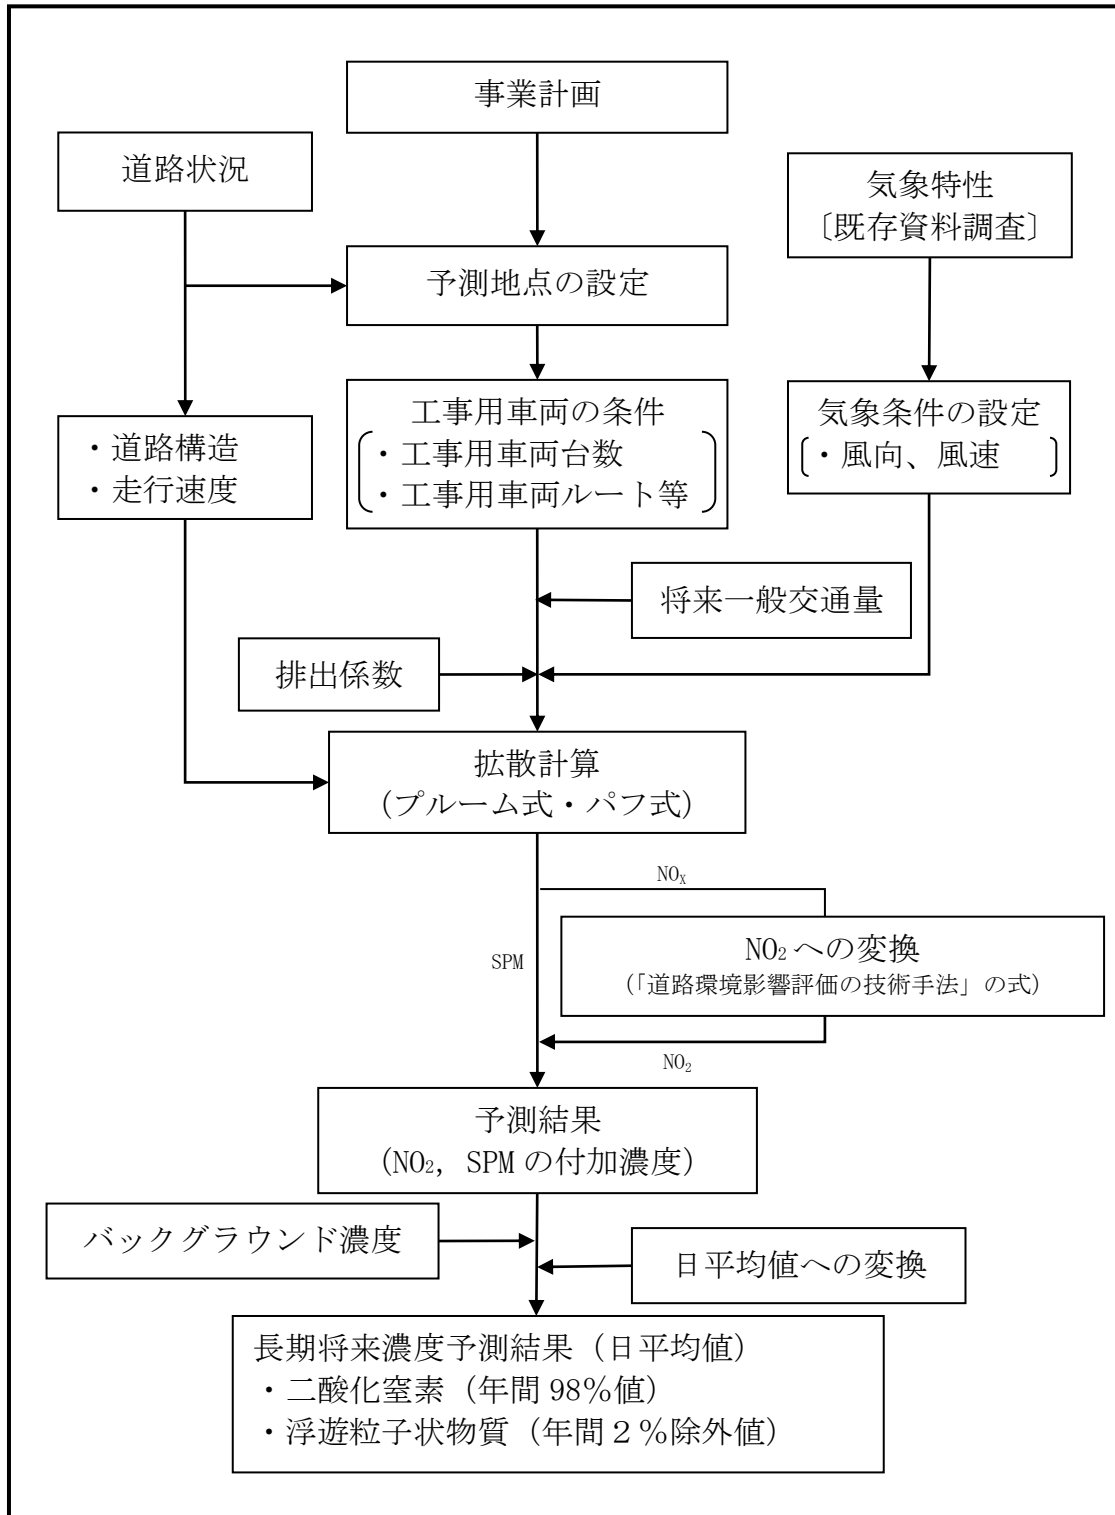 事業計画
道路状況
気象特性
〔既存資料調査〕
予測地点の設定
工事用車両の条件
・工事用車両台数
・工事用車両ルート等
気象条件の設定
・風向、風速
・道路構造
・走行速度
将来一般交通量
排出係数
拡散計算
（プルーム式・パフ式）
NOX
SPM
NO2への変換
（「道路環境影響評価の技術手法」の式）
NO2
予測結果
（NO2, SPMの付加濃度）
バックグラウンド濃度
日平均値への変換
長期将来濃度予測結果（日平均値）
・二酸化窒素（年間98％値）
・浮遊粒子状物質（年間２％除外値）